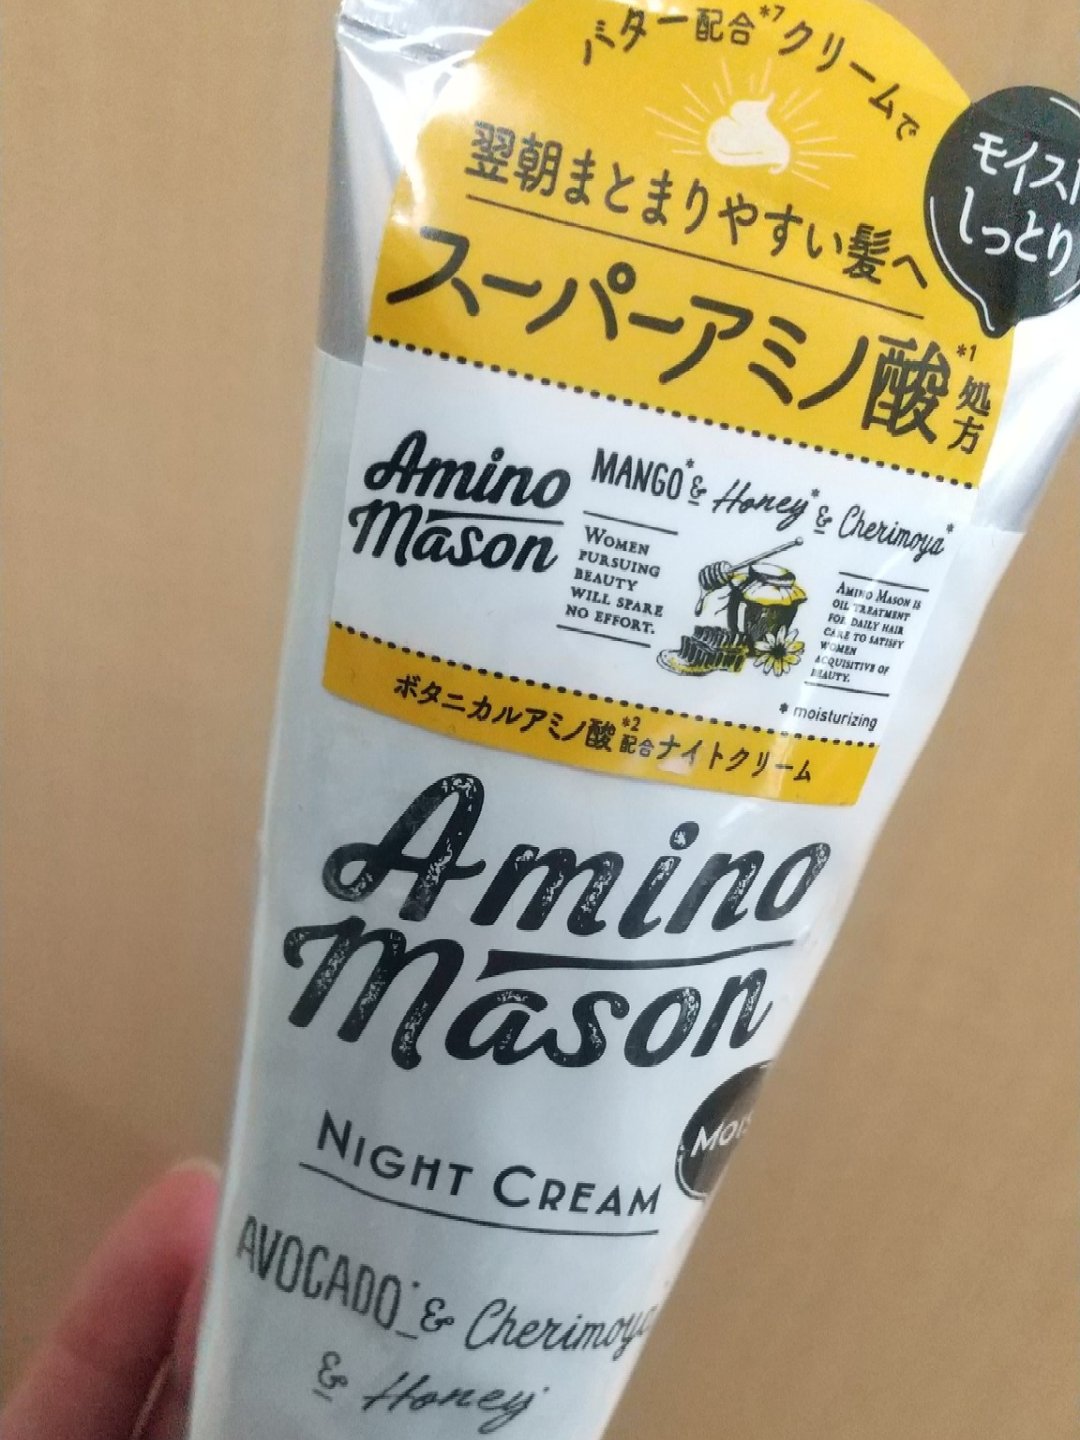 バター配合*7クリームで
翌朝まとまりやすい髪へ
スーパーアミノ酸*1処方
モイスト
しっとり
Amino
Mason
MANGO*& Honey*& Cherimoya*
WOMEN
PURSUING
BEAUTY
WILL SPARE
NO EFFORT.
AMINO MASON IS
OIL TREATMENT
FOR DAILY HAIR
CARE TO SATISFY
WOMEN
ACQUISITIVE OF
BEAUTY.
* moisturizing
ボタニカルアミノ酸*2配合ナイトクリーム
Amino
Mason
NIGHT CREAM
AVOCADO*& Cherimoya
& Honey*